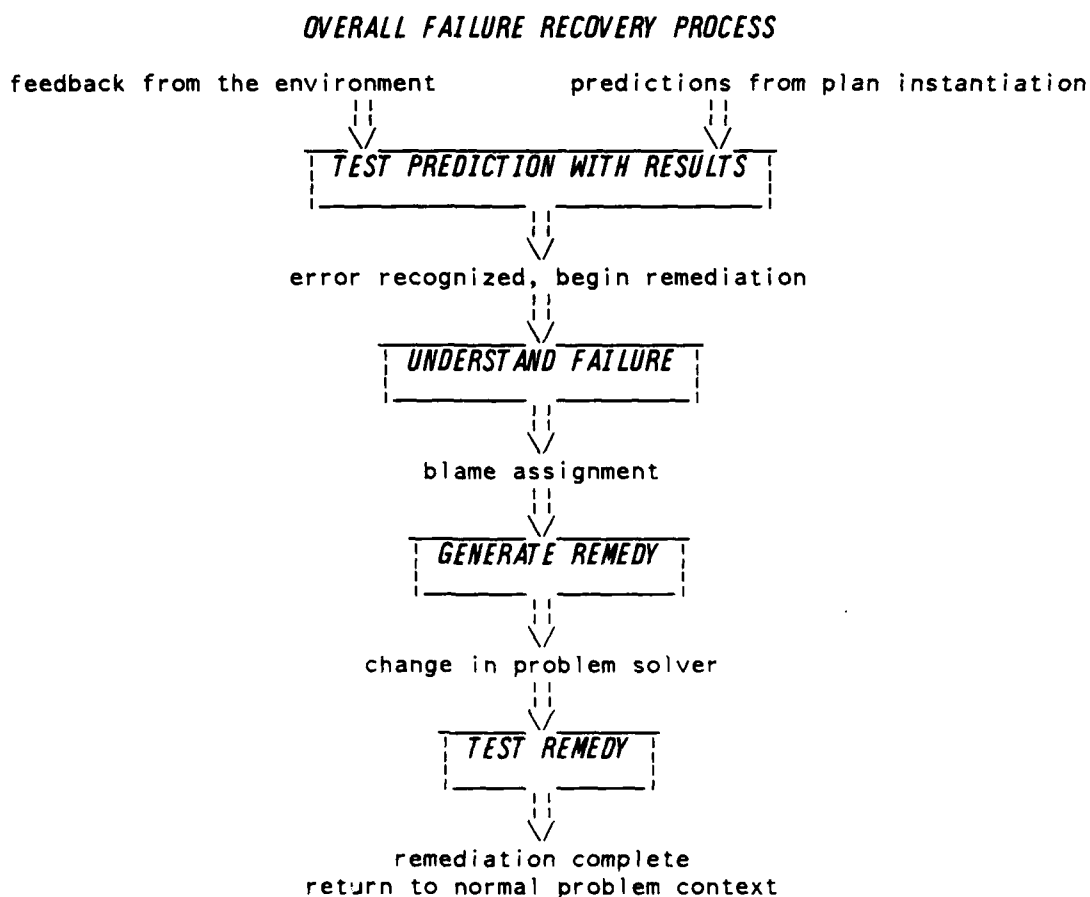 OVERALL FAILURE RECOVERY PROCESS
feedback from the environment predictions from plan instantiation
TEST PREDICTION WITH RESULTS
error recognized, begin remediation
UNDERSTAND FAILURE
blame assignment
GENERATE REMEDY
change in problem solver
TEST REMEDY
remediation complete
return to normal problem context